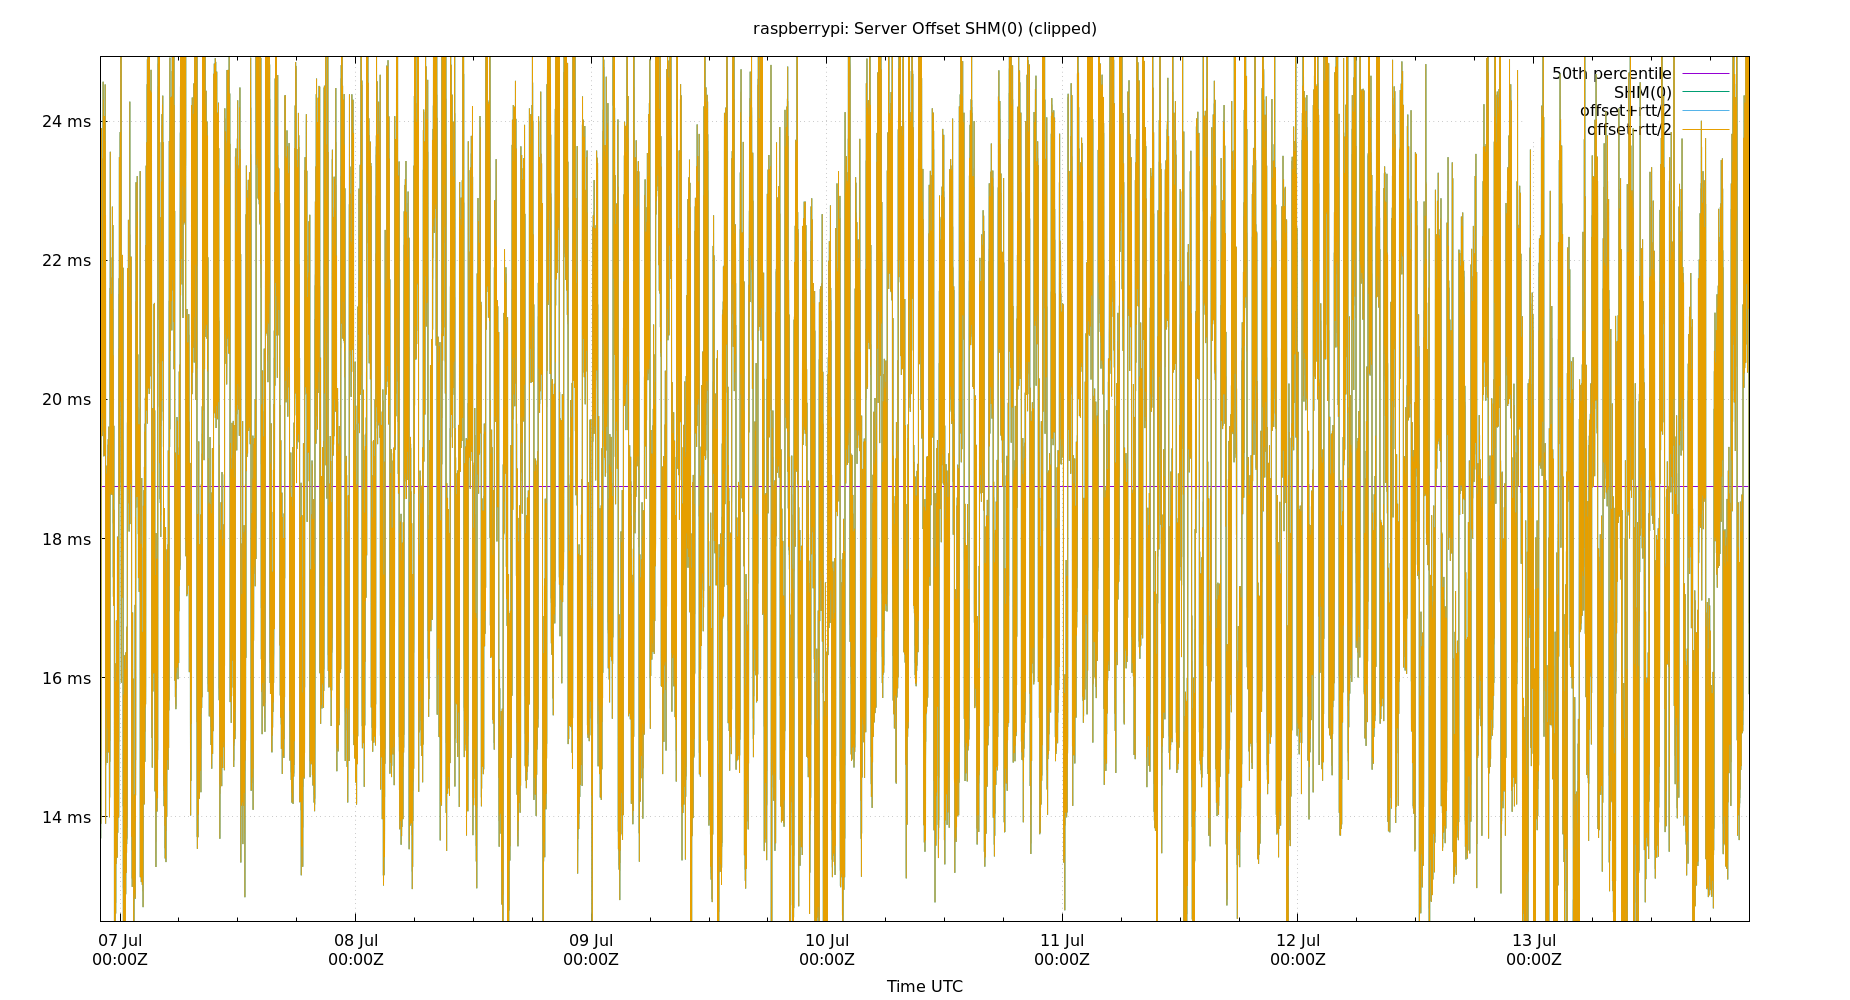 raspberrypi: Server Offset SHM(0) (clipped)
50th percentile
SHM(0)
offset+rtt/2
offset-rtt/2
24 ms
22 ms
20 ms
18 ms
16 ms
14 ms
07 Jul 08 Jul 09 Jul 10 Jul 11 Jul 12 Jul 13 Jul
00:00Z 00:00Z 00:00Z 00:00Z 00:00Z 00:00Z 00:00Z
Time UTC